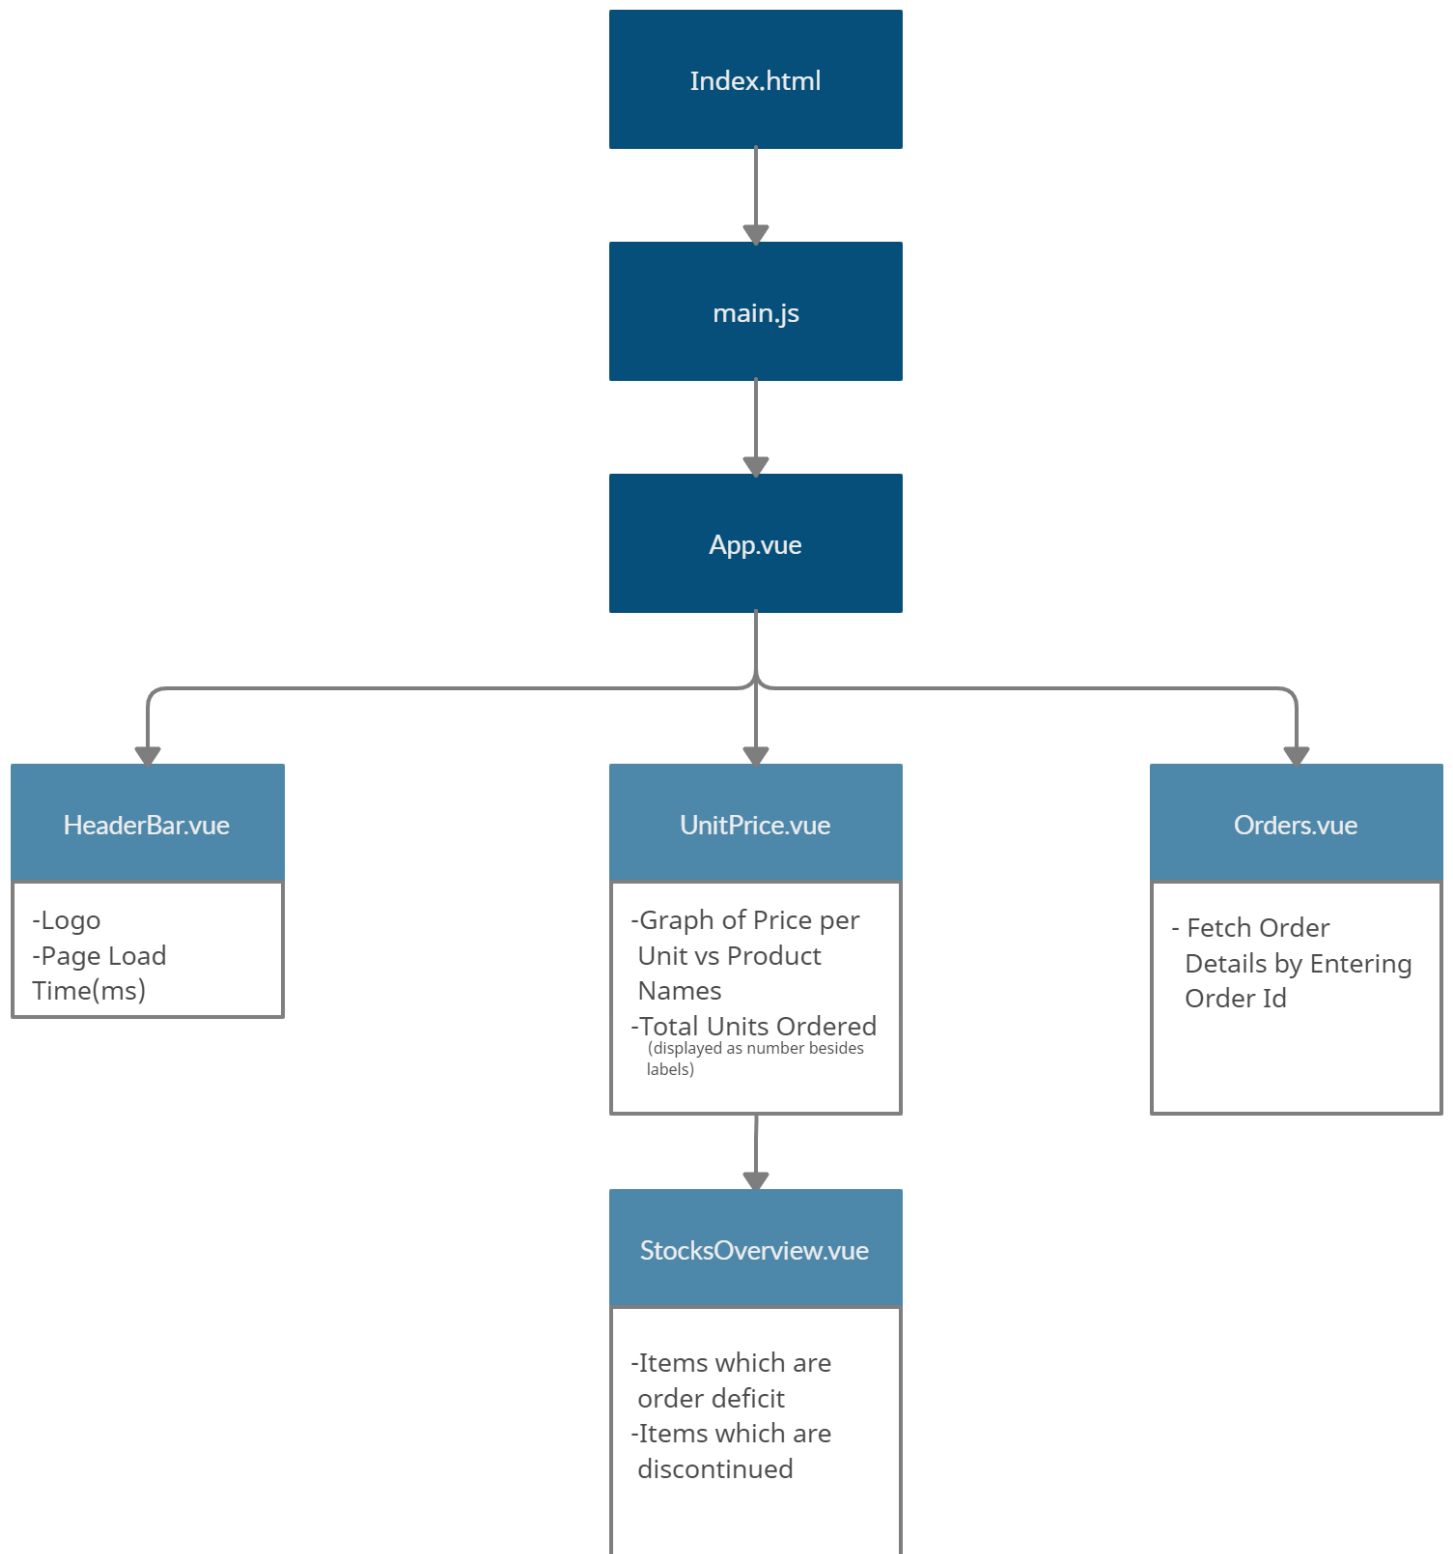 Index.html
main.js
App.vue
HeaderBar.vue
-Logo
-Page Load
Time(ms)
UnitPrice.vue
-Graph of Price per
Unit vs Product
Names
-Total Units Ordered
(displayed as number besides
labels)
Orders.vue
- Fetch Order
Details by Entering
Order Id
StocksOverview.vue
-Items which are
order deficit
-Items which are
discontinued